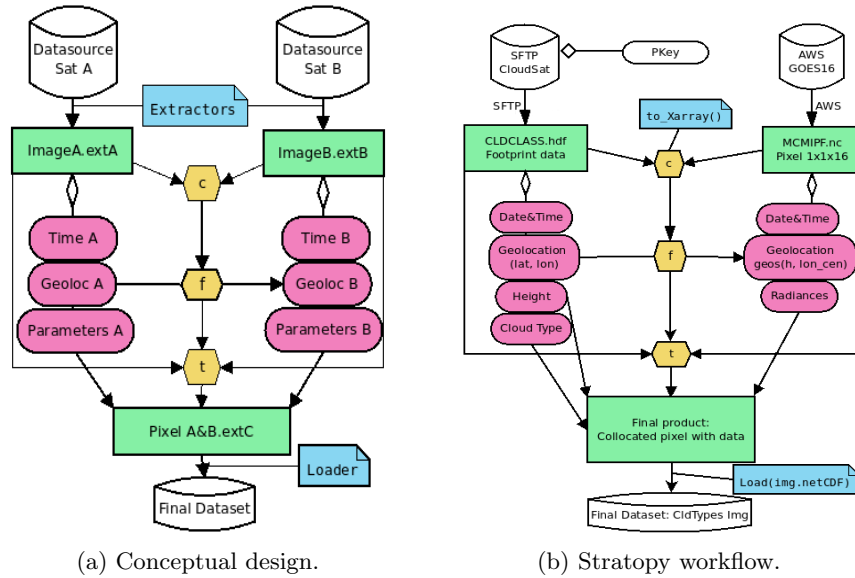 Datasource
Sat A
Datasource
Sat B
Extractors
ImageA.extA
ImageB.extB
c
Time A
Time B
Geoloc A
f
Geoloc B
Parameters A
Parameters B
t
Pixel A&B.extC
Loader
Final Dataset
(a) Conceptual design.
SFTP
CloudSat
PKey
AWS
GOES16
SFTP
to_Xarray()
AWS
CLDCLASS.hdf
Footprint data
c
MCMIPF.nc
Pixel 1x1x16
Date&Time
Date&Time
Geolocation
(lat, lon)
f
Geolocation
geos(h, lon_cen)
Height
Radiances
Cloud Type
t
Final product:
Collocated pixel with data
Load(img.netCDF)
Final Dataset: CldTypes Img
(b) Stratopy workflow.